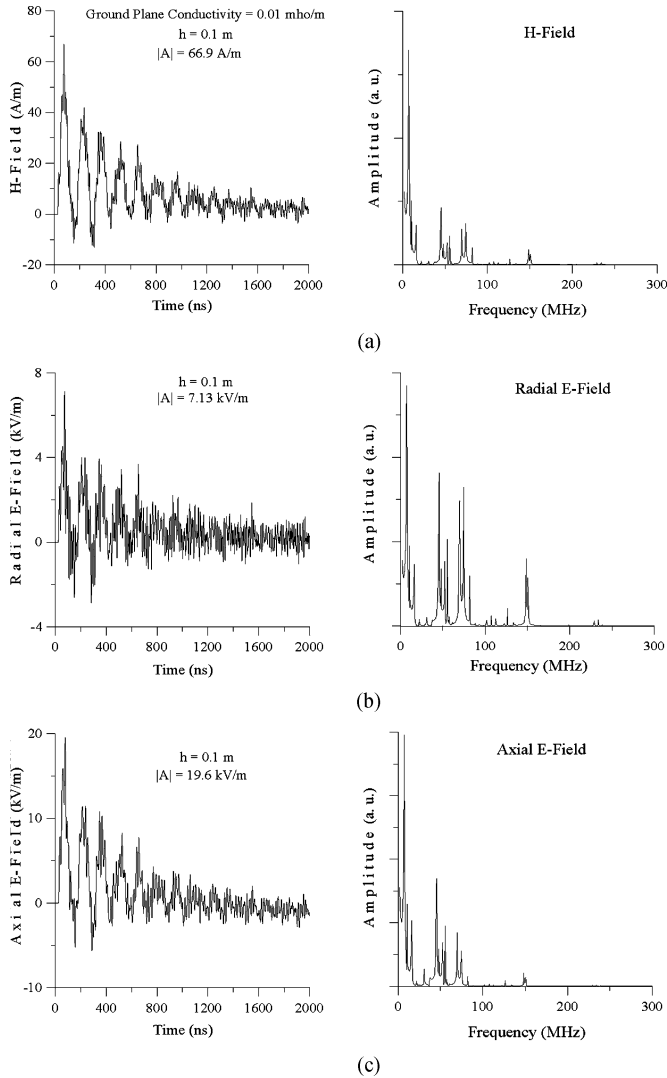 Ground Plane Conductivity = 0.01 mho/m
h = 0.1 m
|A| = 66.9 A/m
H-Field (A/m)
80
60
40
20
0
-20
0 400 800 1200 1600 2000
Time (ns)
H-Field
Amplitude (a.u.)
0 100 200 300
Frequency (MHz)
(a)
h = 0.1 m
|A| = 7.13 kV/m
Radial E-Field (kV/m)
8
4
0
-4
0 400 800 1200 1600 2000
Time (ns)
Radial E-Field
Amplitude (a.u.)
0 100 200 300
Frequency (MHz)
(b)
h = 0.1 m
|A| = 19.6 kV/m
Axial E-Field (kV/m)
20
10
0
-10
0 400 800 1200 1600 2000
Time (ns)
Axial E-Field
Amplitude (a.u.)
0 100 200 300
Frequency (MHz)
(c)